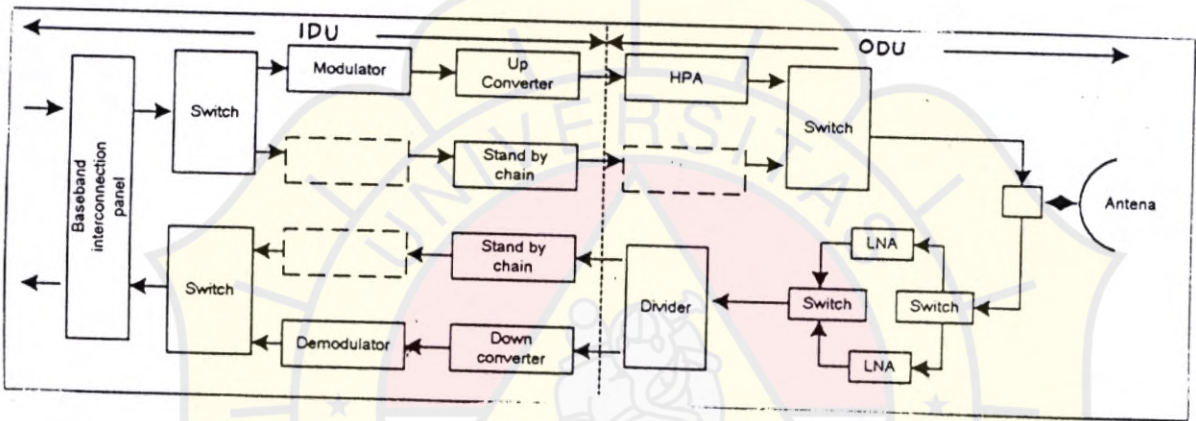 IDU
ODU
Modulator
Up
Converter
HPA
Switch
Switch
Stand by
chain
Baseband
interconnection
panel
Antena
Stand by
chain
LNA
Switch
Divider
Switch
Switch
Demodulator
Down
converter
LNA
UNIVERSITAS